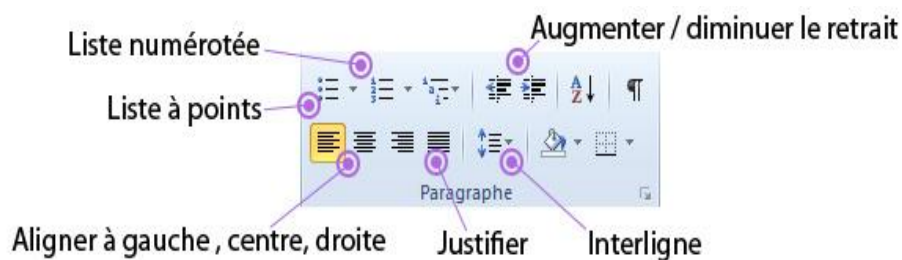 Augmenter / diminuer le retrait
Liste numérotée
Liste à points
Paragraphe
Aligner à gauche , centre, droite
Justifier
Interligne